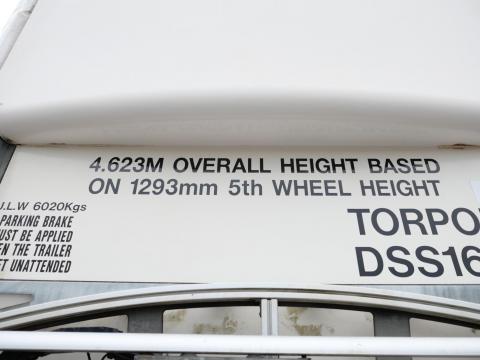 4.623M OVERALL HEIGHT BASED
ON 1293mm 5th WHEEL HEIGHT
.L.W 6020Kgs
PARKING BRAKE
UST BE APPLIED
EN THE TRAILER
FT UNATTENDED
TORPO
DSS16